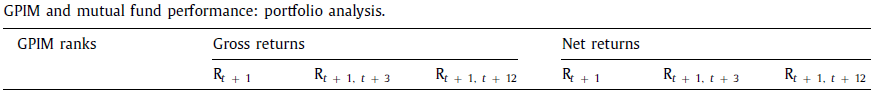 GPIM and mutual fund performance: portfolio analysis.
GPIM ranks Gross returns Net returns
Rt + 1 Rt + 1, t + 3 Rt + 1, t + 12 Rt + 1 Rt + 1, t + 3 Rt + 1, t + 12